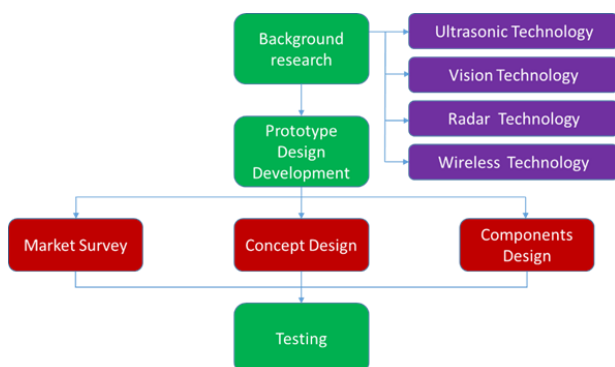 Background
research
Ultrasonic Technology
Vision Technology
Radar Technology
Wireless Technology
Prototype
Design
Development
Market Survey
Concept Design
Components
Design
Testing